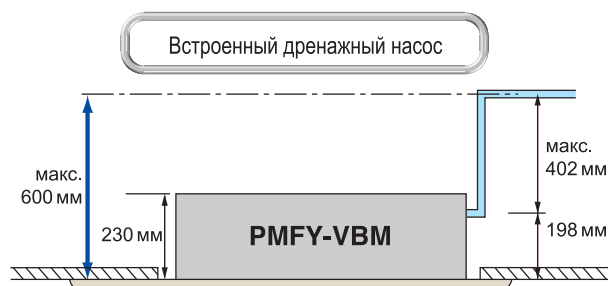 Встроенный дренажный насос
макс.
600 мм
230 мм
PMFY-VBM
макс.
402 мм
198 мм